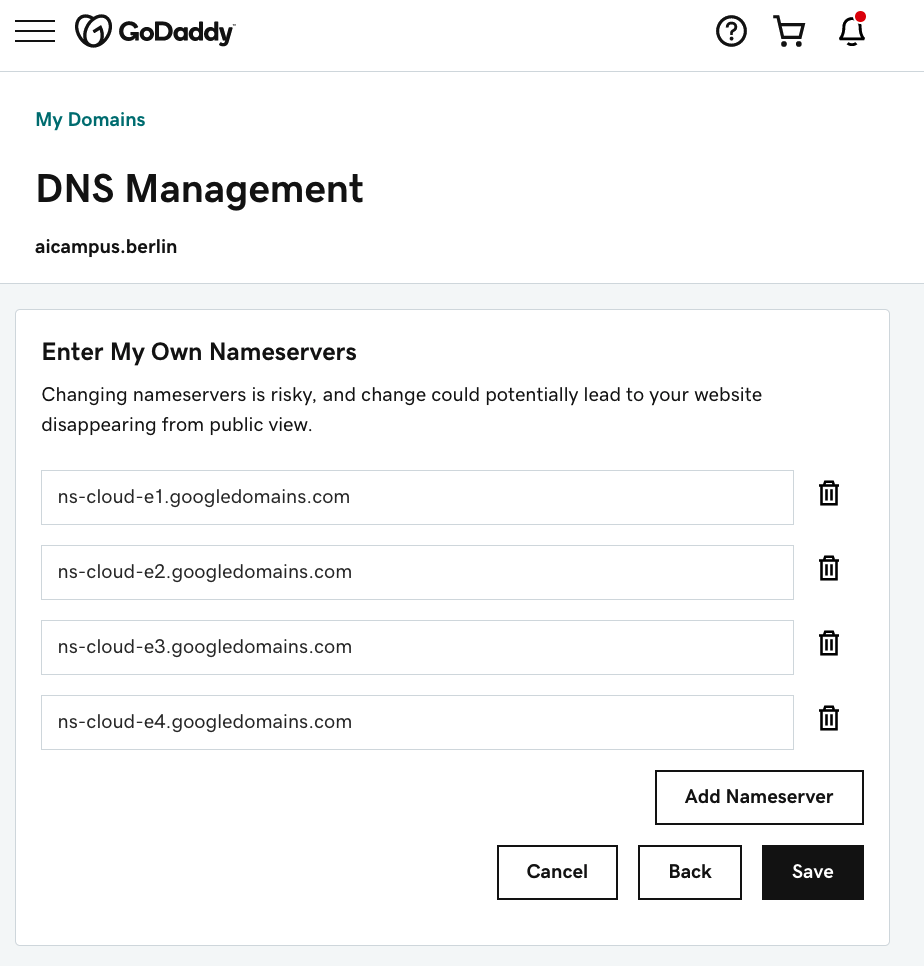 GoDaddy
My Domains
DNS Management
aicampus.berlin
Enter My Own Nameservers
Changing nameservers is risky, and change could potentially lead to your website
disappearing from public view.
ns-cloud-e1.googledomains.com
ns-cloud-e2.googledomains.com
ns-cloud-e3.googledomains.com
ns-cloud-e4.googledomains.com
Add Nameserver
Cancel Back Save